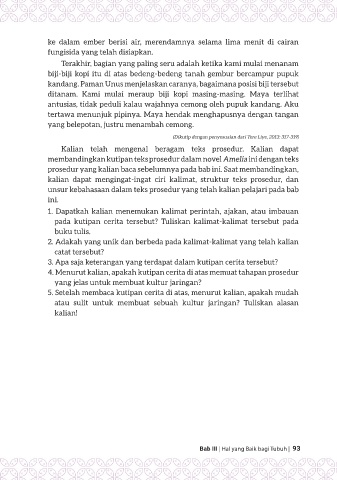 ke dalam ember berisi air, merendamnya selama lima menit di cairan
fungisida yang telah disiapkan.
Terakhir, bagian yang paling seru adalah ketika kami mulai menanam
biji-biji kopi itu di atas bedeng-bedeng tanah gembur bercampur pupuk
kandang. Paman Unus menjelaskan caranya, bagaimana posisi biji tersebut
ditanam. Kami mulai meraup biji kopi masing-masing. Maya terlihat
antusias, tidak peduli kalau wajahnya cemong oleh pupuk kandang. Aku
tertawa menunjuk pipinya. Maya hendak menghapusnya dengan tangan
yang belepotan, justru menambah cemong.
(Dikutip dengan penyesuaian dari Tere Liye, 2013: 357-359)
Kalian telah mengenal beragam teks prosedur. Kalian dapat
membandingkan kutipan teks prosedur dalam novel Amelia ini dengan teks
prosedur yang kalian baca sebelumnya pada bab ini. Saat membandingkan,
kalian dapat mengingat-ingat ciri kalimat, struktur teks prosedur, dan
unsur kebahasaan dalam teks prosedur yang telah kalian pelajari pada bab
ini.
1. Dapatkah kalian menemukan kalimat perintah, ajakan, atau imbauan
pada kutipan cerita tersebut? Tuliskan kalimat-kalimat tersebut pada
buku tulis.
2. Adakah yang unik dan berbeda pada kalimat-kalimat yang telah kalian
catat tersebut?
3. Apa saja keterangan yang terdapat dalam kutipan cerita tersebut?
4. Menurut kalian, apakah kutipan cerita di atas memuat tahapan prosedur
yang jelas untuk membuat kultur jaringan?
5. Setelah membaca kutipan cerita di atas, menurut kalian, apakah mudah
atau sulit untuk membuat sebuah kultur jaringan? Tuliskan alasan
kalian!
Bab III | Hal yang Baik bagi Tubuh | 93